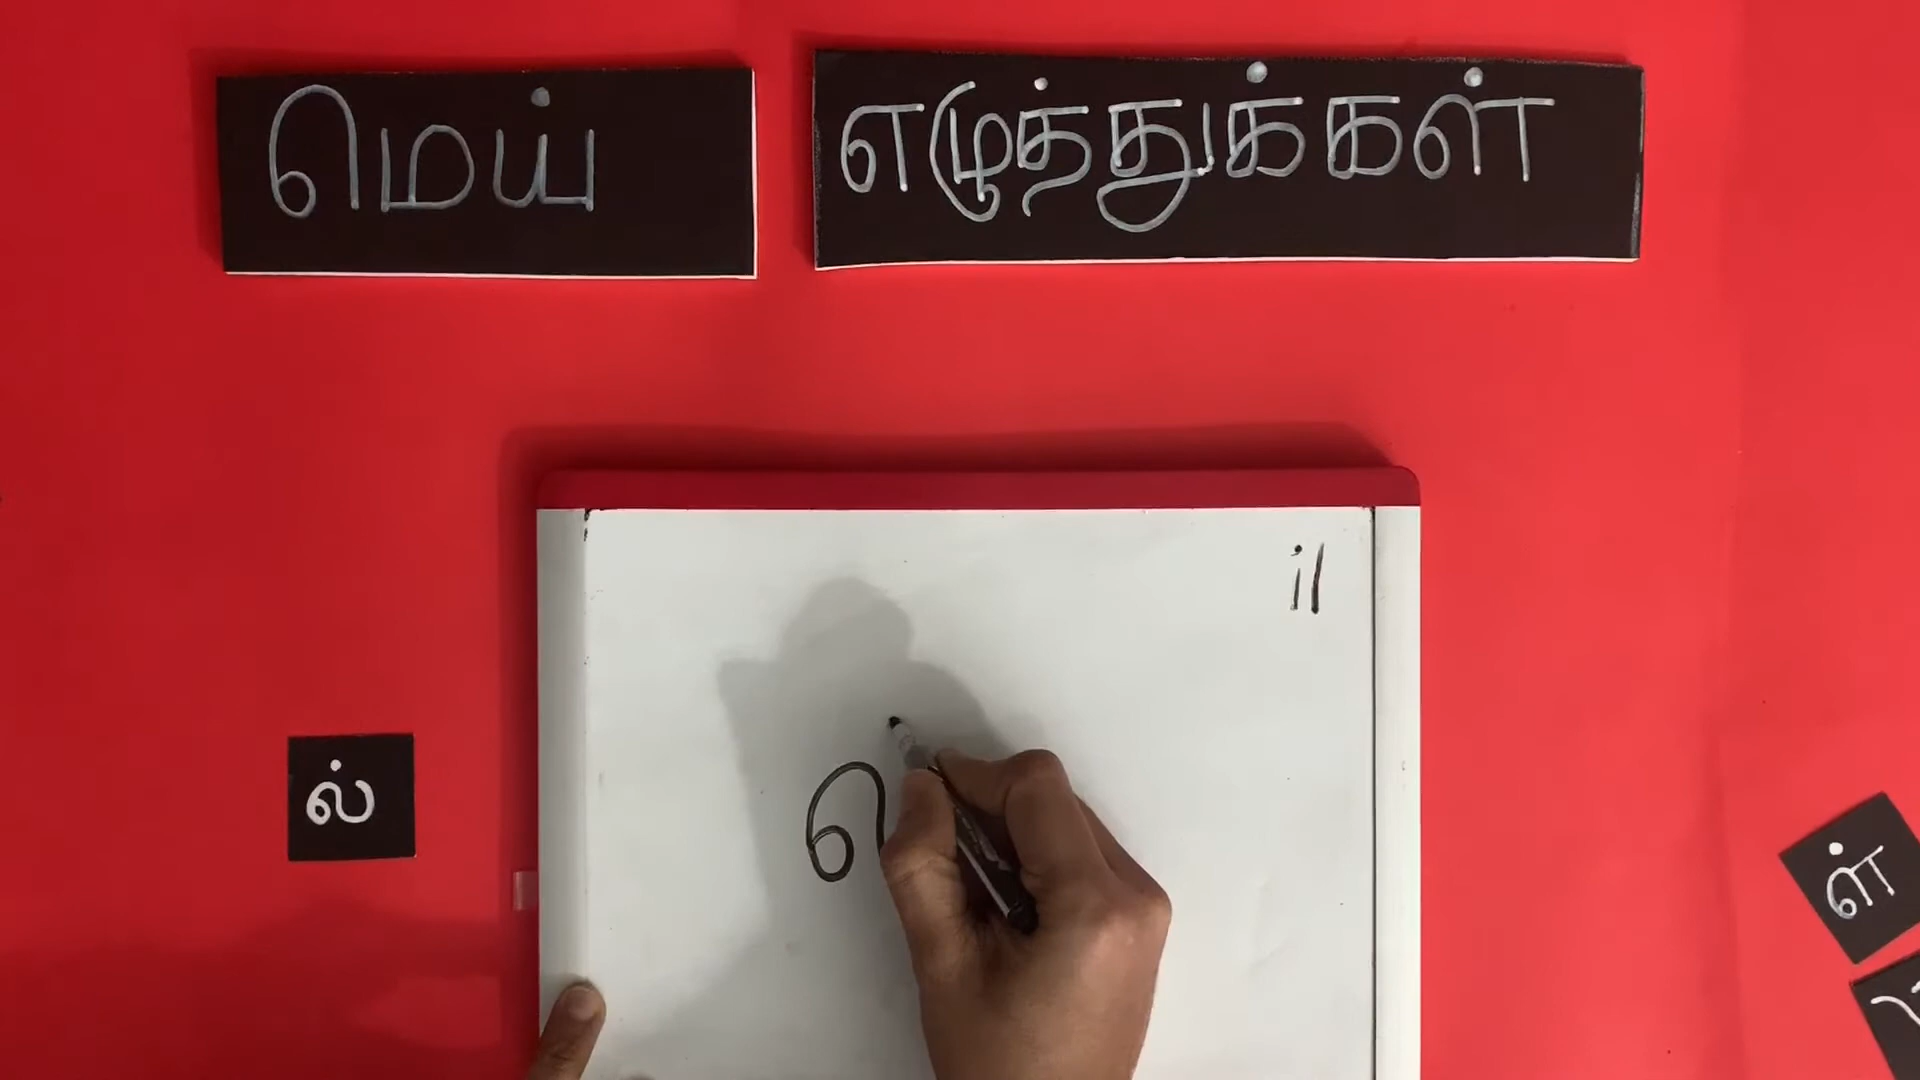 மெய் எழுத்துக்கள்
il
ல்
ள்